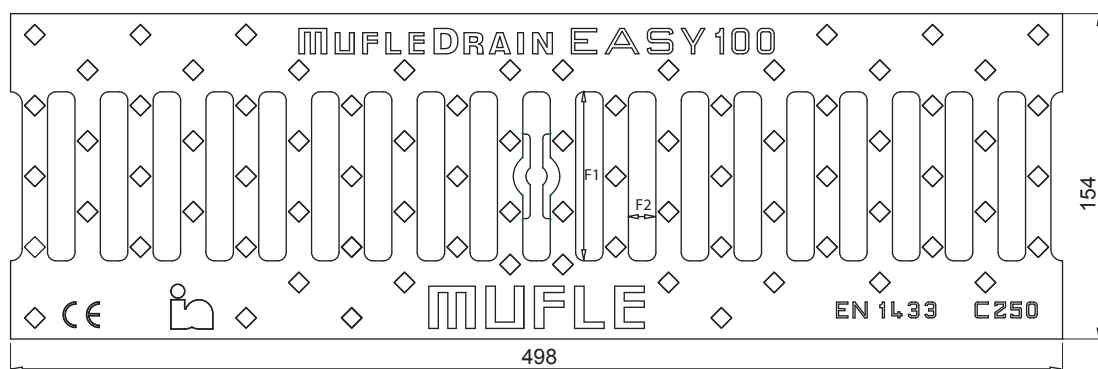 MUFLEDRAIN EASY100
F1
F2
154
CE
MUFLE
EN 1433 C250
498